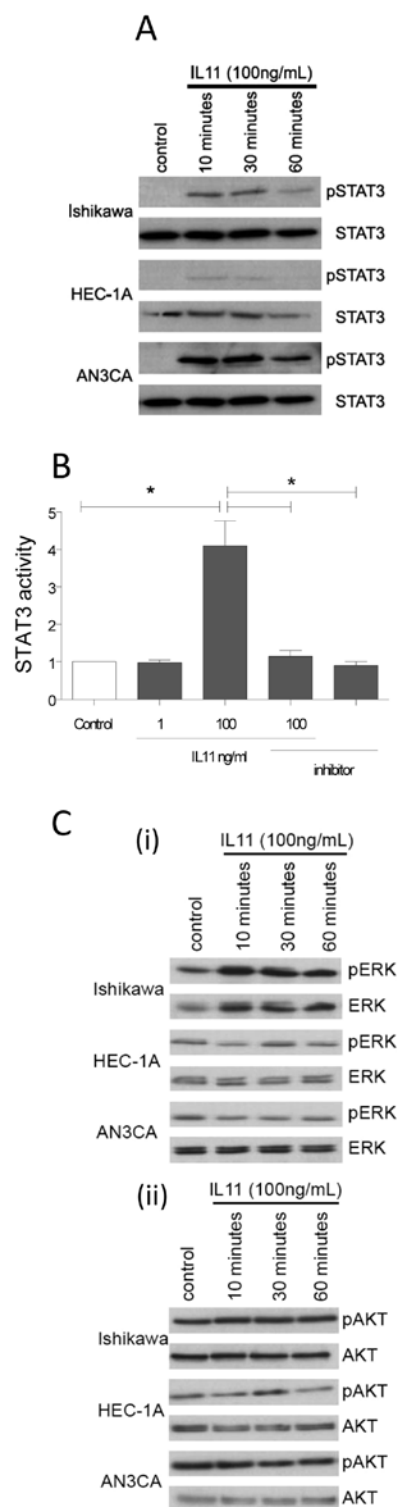 A
IL11 (100ng/mL)
control
10 minutes
30 minutes
60 minutes
Ishikawa
pSTAT3
STAT3
HEC-1A
pSTAT3
STAT3
AN3CA
pSTAT3
STAT3
B
* *
STAT3 activity
5
4
3
2
1
0
Control 1 100 100
IL11 ng/ml
inhibitor
C
(i)
IL11 (100ng/mL)
control
10 minutes
30 minutes
60 minutes
Ishikawa
pERK
ERK
HEC-1A
pERK
ERK
AN3CA
pERK
ERK
(ii)
IL11 (100ng/mL)
control
10 minutes
30 minutes
60 minutes
Ishikawa
pAKT
AKT
HEC-1A
pAKT
AKT
AN3CA
pAKT
AKT